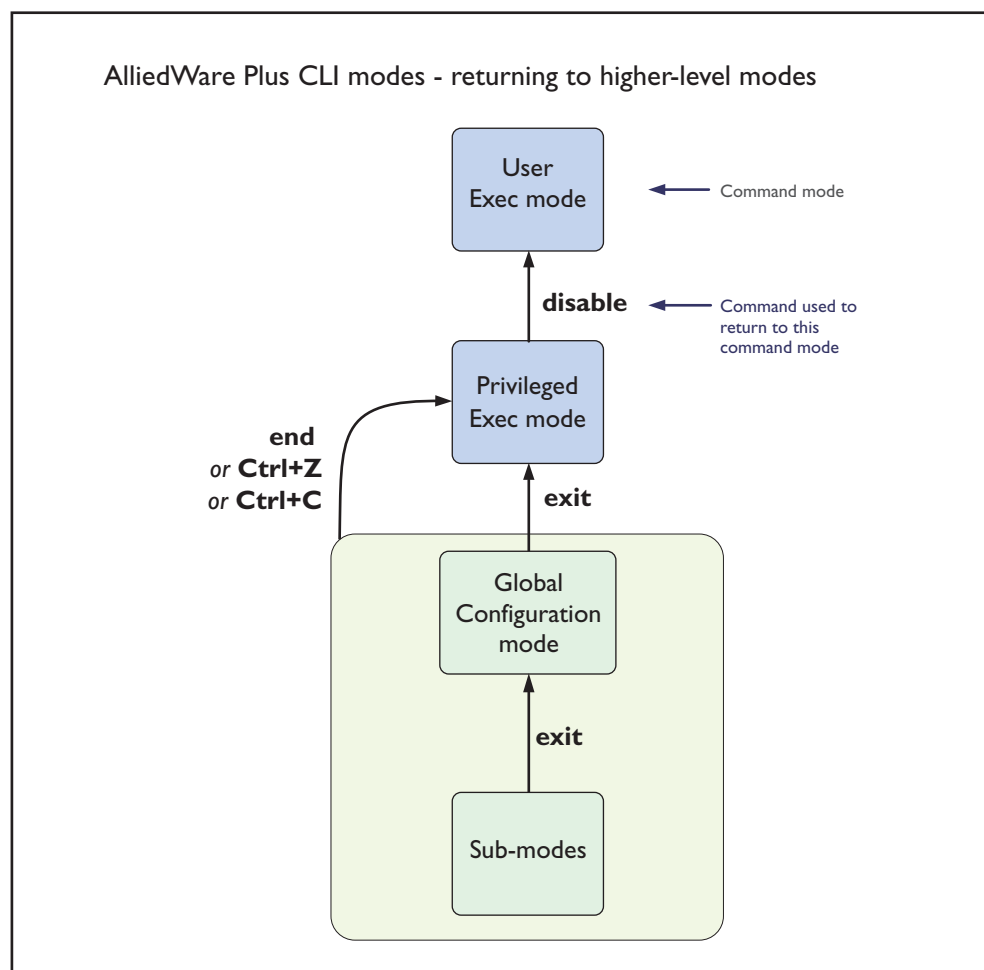 AlliedWare Plus CLI modes - returning to higher-level modes
User
Exec mode
Command mode
disable
Command used to
return to this
command mode
Privileged
Exec mode
end
or Ctrl+Z
or Ctrl+C
exit
Global
Configuration
mode
exit
Sub-modes